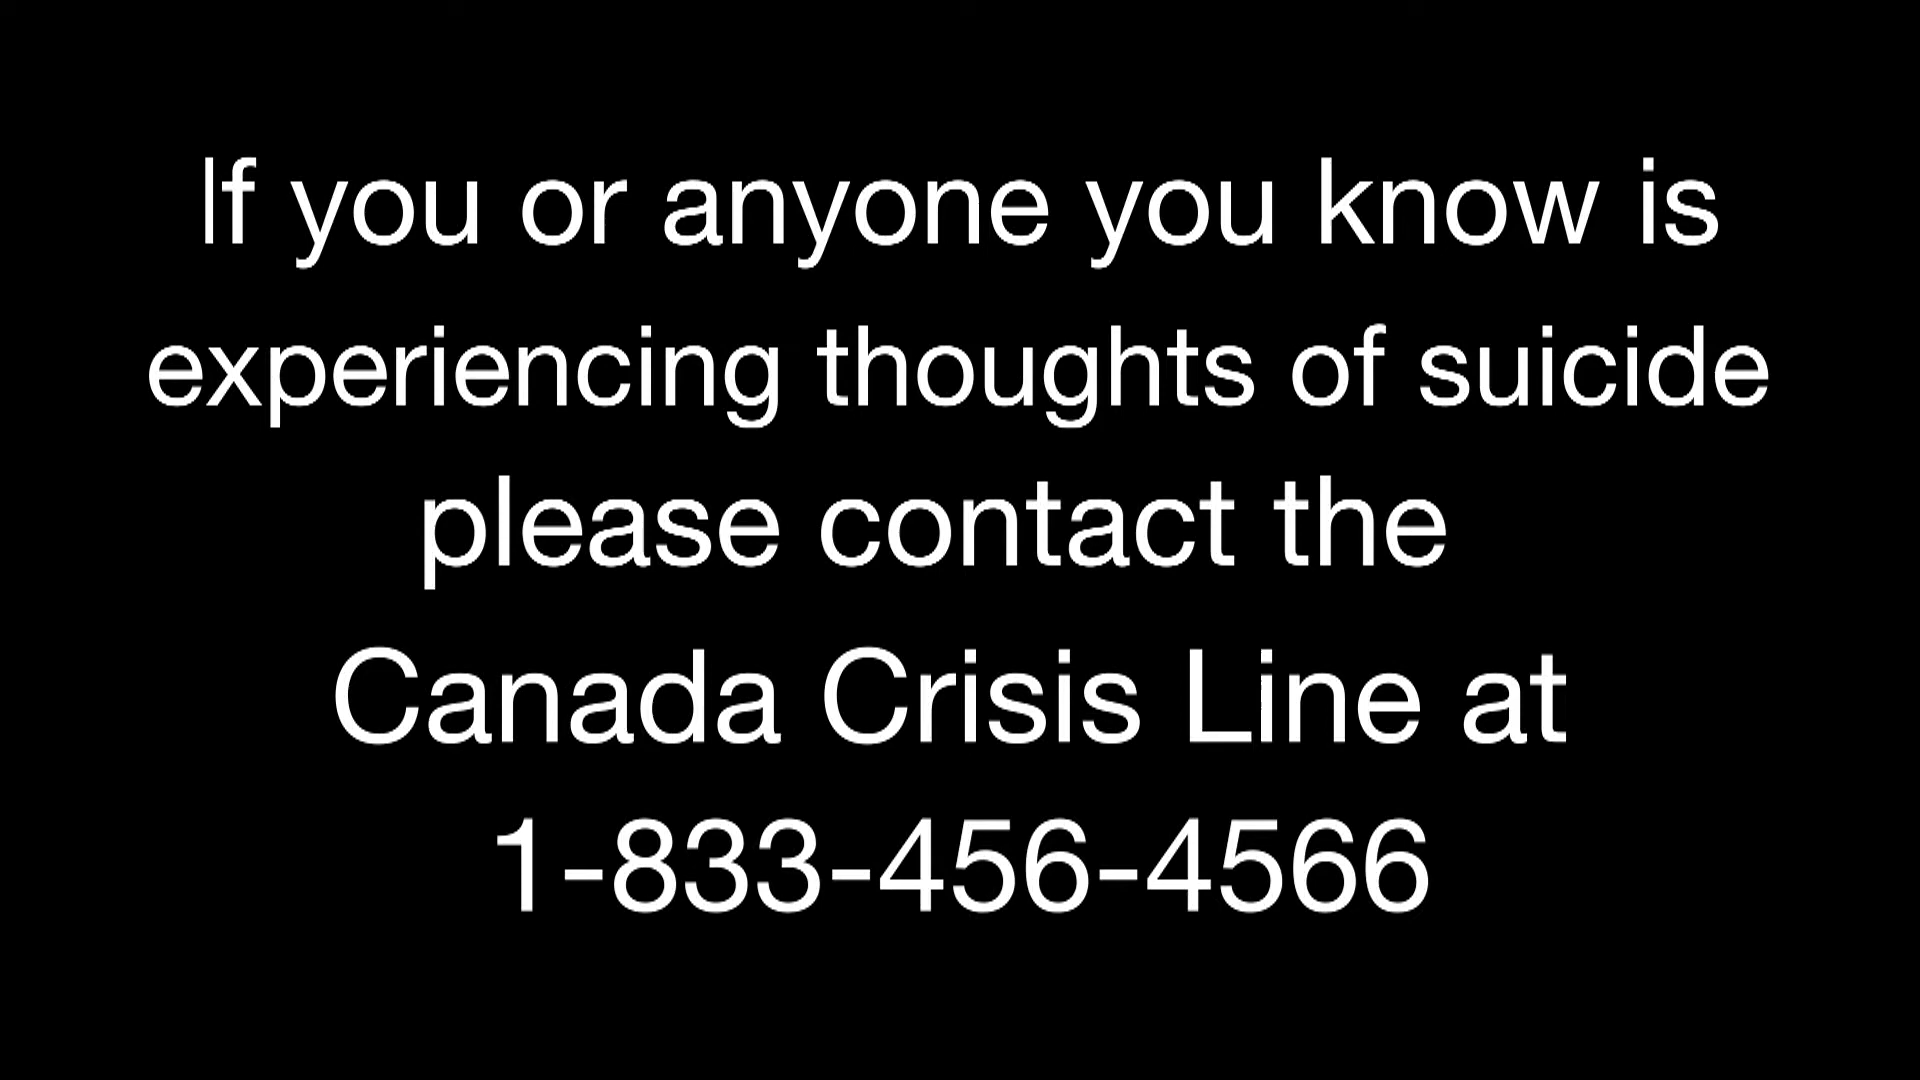 If you or anyone you know is
experiencing thoughts of suicide
please contact the
Canada Crisis Line at
1-833-456-4566